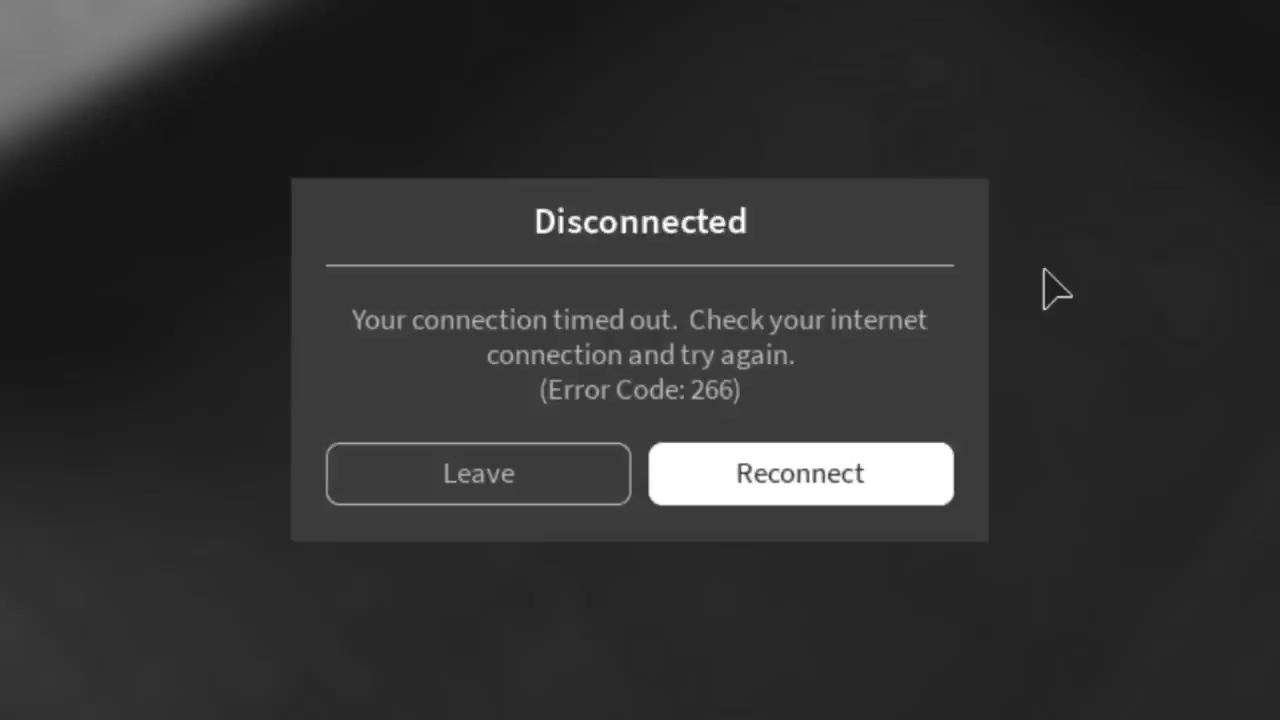 Disconnected
Your connection timed out.  Check your internet
connection and try again.
(Error Code: 266)
Leave
Reconnect